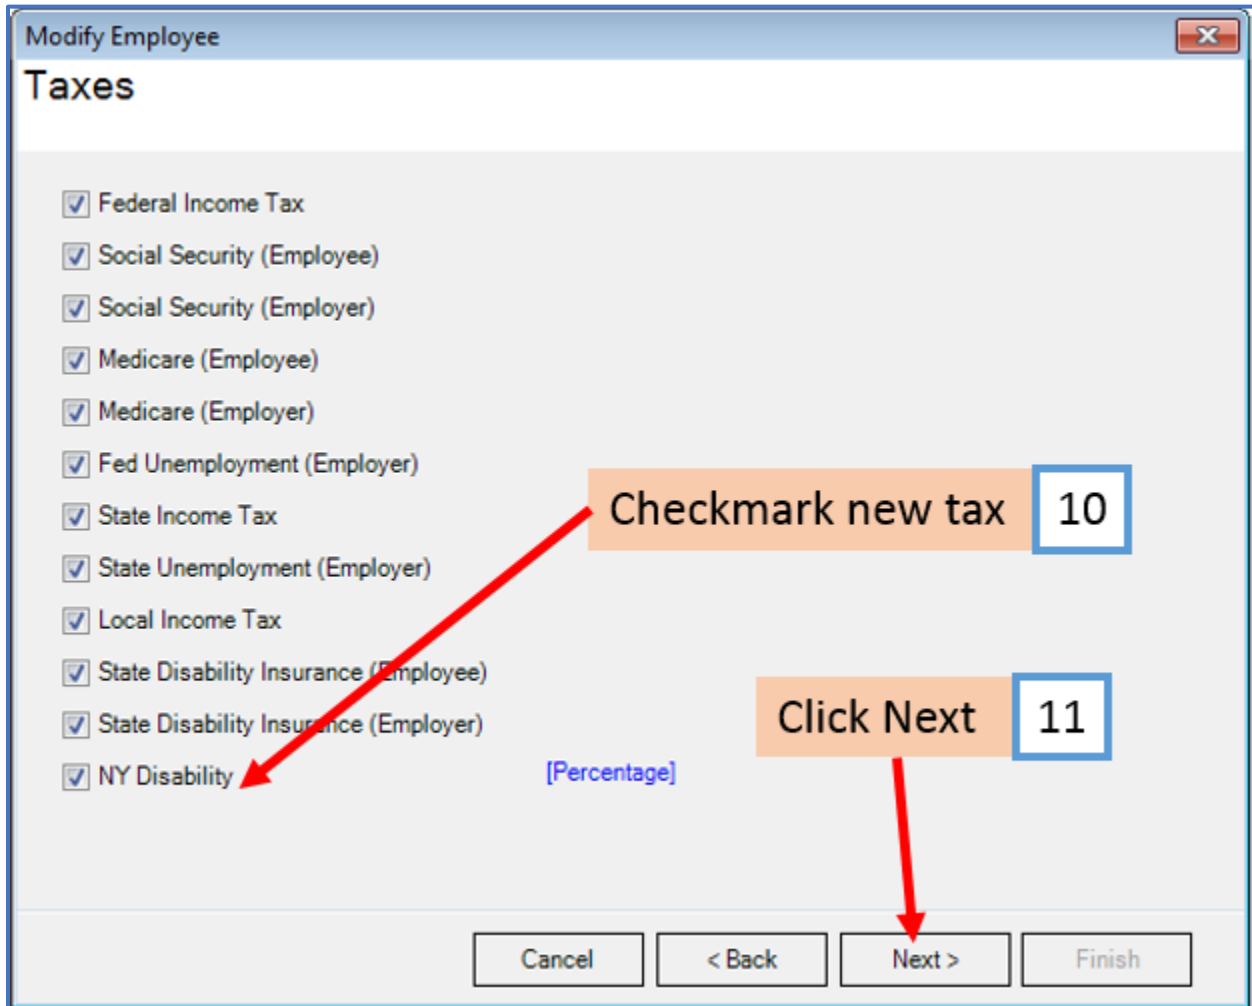 Modify Employee
Taxes
Federal Income Tax
Social Security (Employee)
Social Security (Employer)
Medicare (Employee)
Medicare (Employer)
Fed Unemployment (Employer)
Checkmark new tax 10
State Income Tax
State Unemployment (Employer)
Local Income Tax
State Disability Insurance (Employee)
Click Next 11
State Disability Insurance (Employer)
NY Disability [Percentage]
Cancel < Back Next > Finish